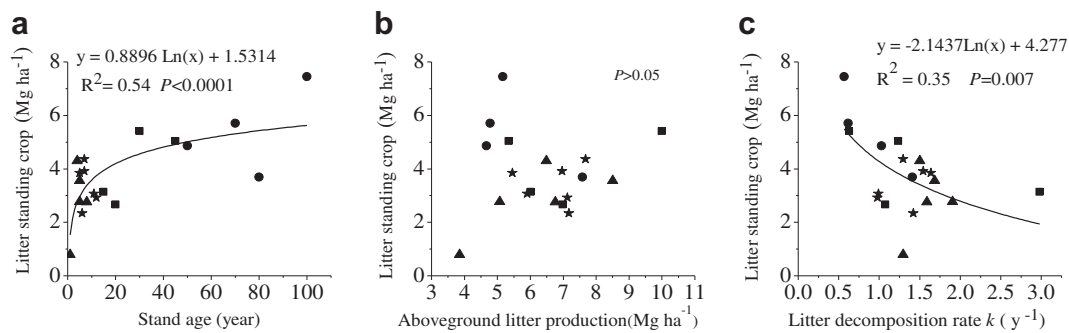 a
y = 0.8896 Ln(x) + 1.5314
R² = 0.54 P<0.0001
Litter standing crop (Mg ha⁻¹)
8
6
4
2
0
0 20 40 60 80 100
Stand age (year)
b
P>0.05
Litter standing crop (Mg ha⁻¹)
8
6
4
2
0
3 4 5 6 7 8 9 10 11
Aboveground litter production(Mg ha⁻¹)
c
y = -2.1437Ln(x) + 4.277
R² = 0.35 P=0.007
Litter standing crop (Mg ha⁻¹)
8
6
4
2
0
0.0 0.5 1.0 1.5 2.0 2.5 3.0
Litter decomposition rate k ( y⁻¹)